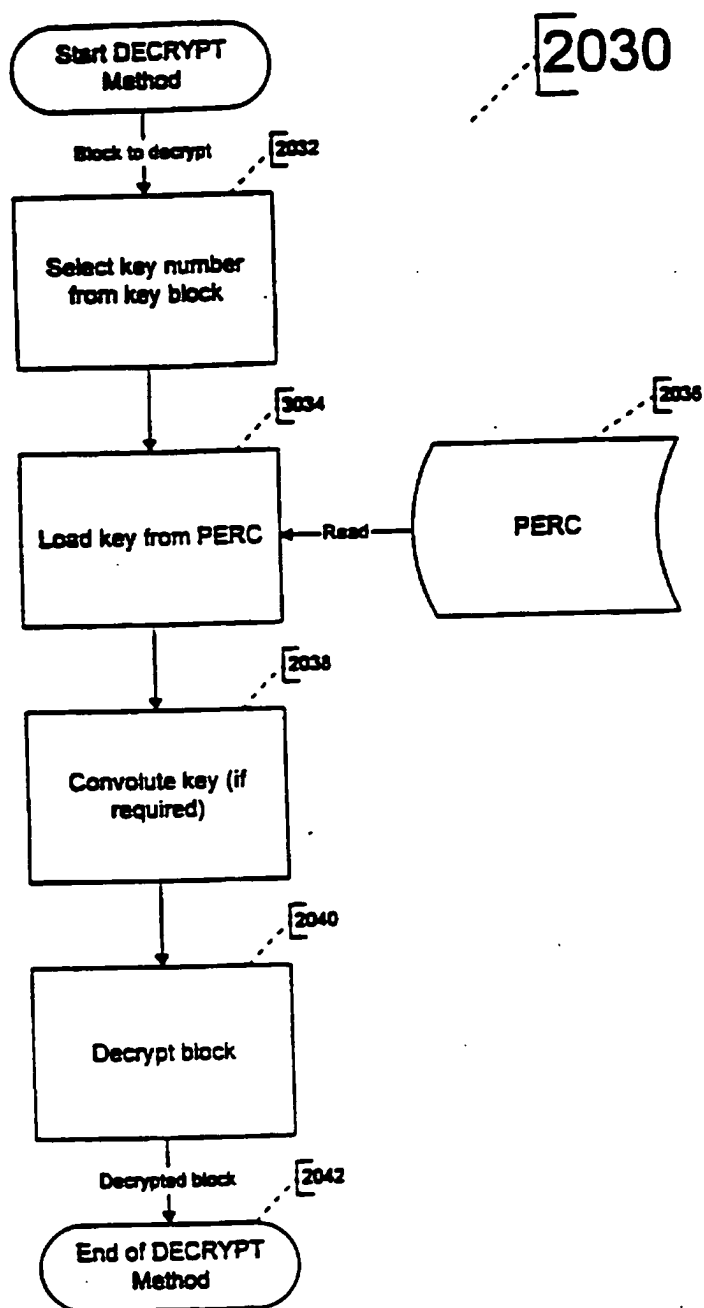 Start DECRYPT
Method
2030
Block to decrypt
2032
Select key number
from key block
3034
2036
Load key from PERC
Read
PERC
2038
Convolute key (if
required)
2040
Decrypt block
Decrypted block
2042
End of DECRYPT
Method